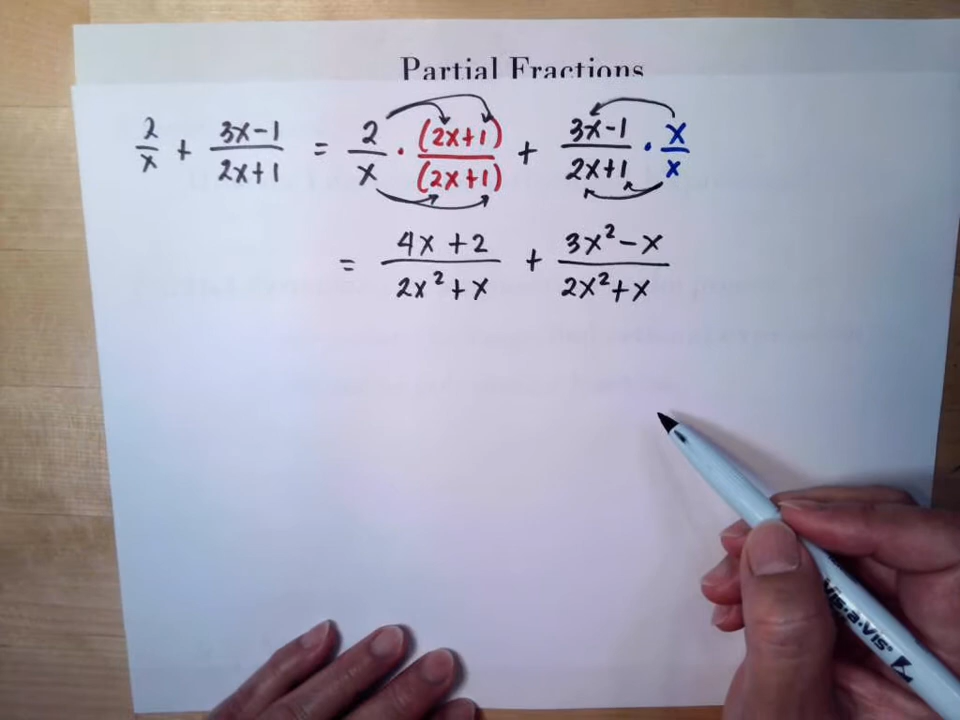 Partial Fractions
2/x + (3x-1)/(2x+1) = 2/x · (2x+1)/(2x+1) + (3x-1)/(2x+1) · x/x
= (4x+2)/(2x²+x) + (3x²-x)/(2x²+x)
Vis·à·Vis®